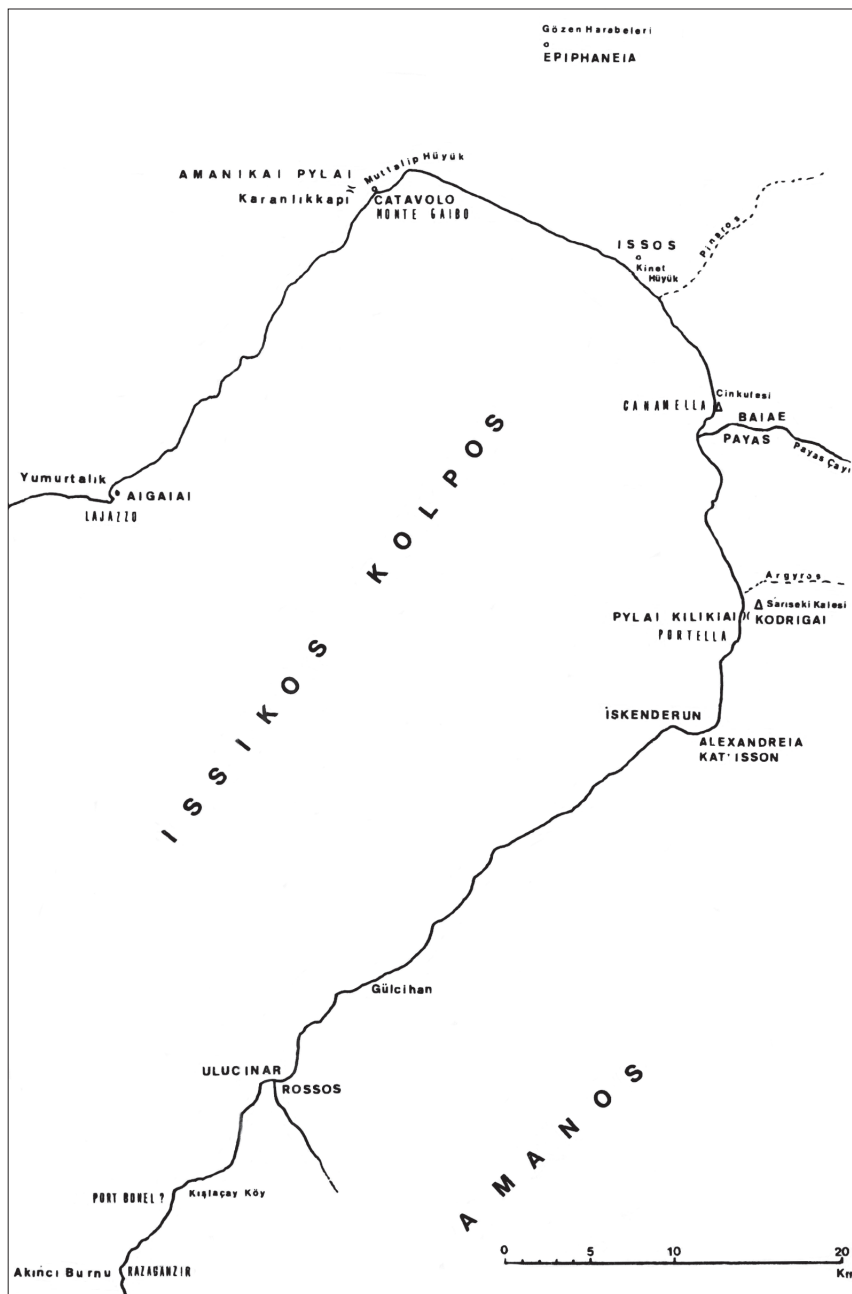 Gözen Harabeleri
EPIPHANEIA
AMANIKAI PYLAI
Muttalip Hüyük
Karanlıkkapı
CATAVOLO
MONTE GAIBO
ISSOS
Kinet
Hüyük
Pinaros
Cinkulesi
CANAMELLA
BAIAE
PAYAS
Payas Çayı
Yumurtalık
AIGAIAI
LAJAZZO
ISSIKOS KOLPOS
Argyros
Sarıseki Kalesi
PYLAI KILIKIAI
KODRIGAI
PORTELLA
İSKENDERUN
ALEXANDREIA
KAT' ISSON
Gülcihan
ULUCINAR
ROSSOS
AMANOS
PORT BONEL ?
Kışlaçay Köy
Akıncı Burnu
RAZAGANZIR
0 5 10 20
Km